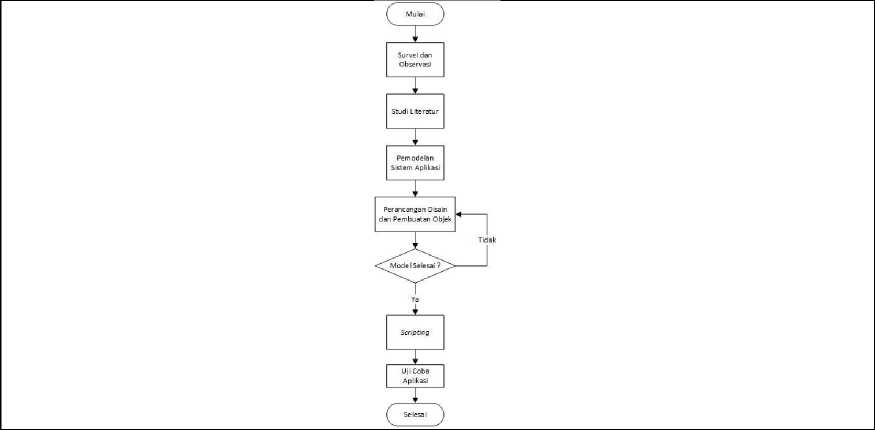 Mulai
Survei dan
Observasi
Studi Literatur
Pemodelan
Sistem Aplikasi
Perancangan Disain
dan Pembuatan Objek
Tidak
Model Selesai ?
Ya
Scripting
Uji Coba
Aplikasi
Selesai